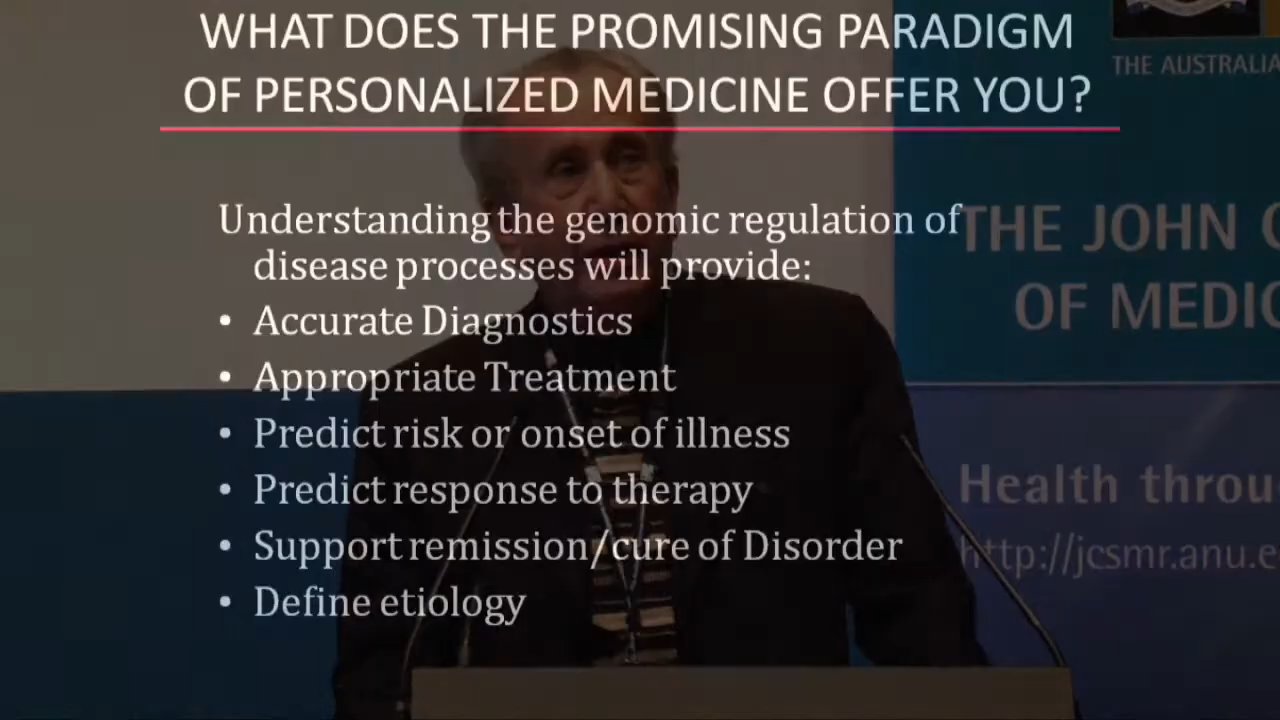 WHAT DOES THE PROMISING PARADIGM
OF PERSONALIZED MEDICINE OFFER YOU?
Understanding the genomic regulation of
disease processes will provide:
• Accurate Diagnostics
• Appropriate Treatment
• Predict risk or onset of illness
• Predict response to therapy
• Support remission/cure of Disorder
• Define etiology
THE AUSTRALIA
THE JOHN
OF MEDIC
Health throu
http://jcsmr.anu.e